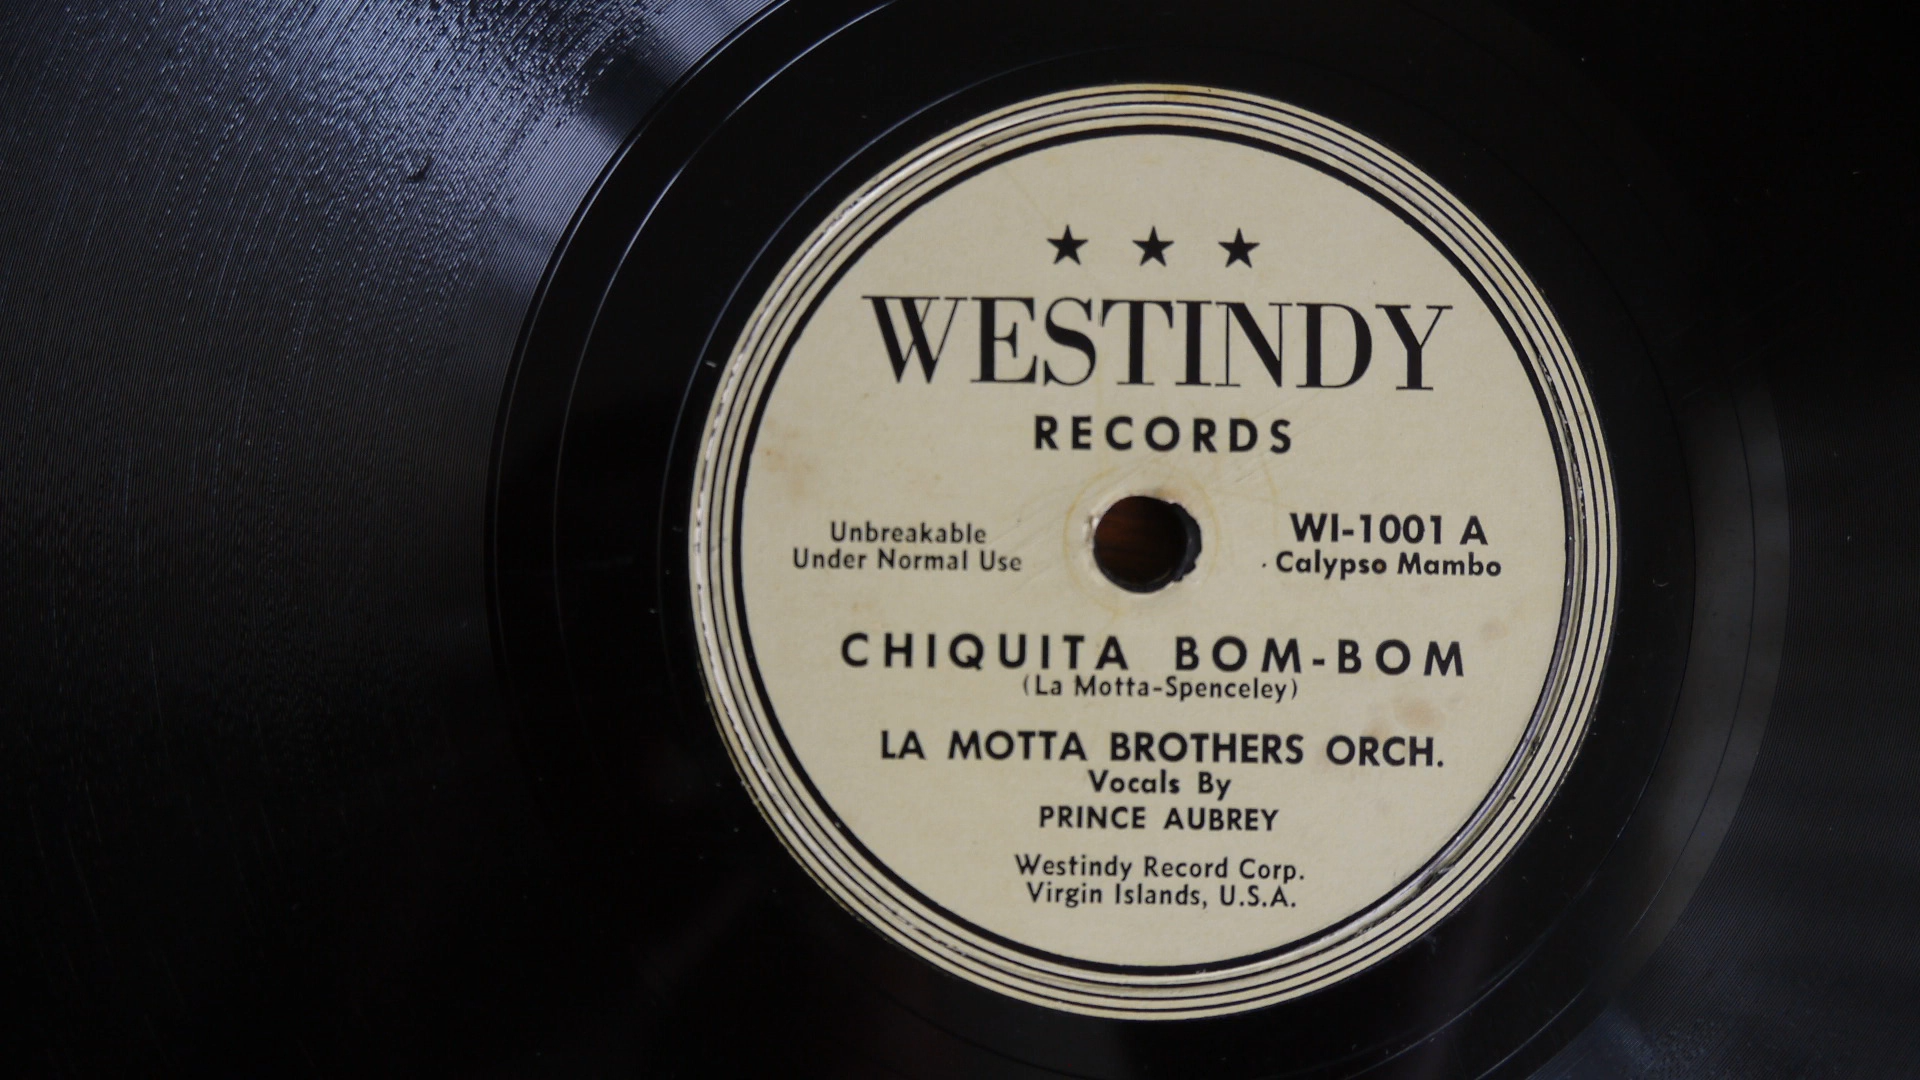 WESTINDY
RECORDS
Unbreakable
Under Normal Use
WI-1001 A
Calypso Mambo
CHIQUITA BOM-BOM
(La Motta-Spenceley)
LA MOTTA BROTHERS ORCH.
Vocals By
PRINCE AUBREY
Westindy Record Corp.
Virgin Islands, U.S.A.